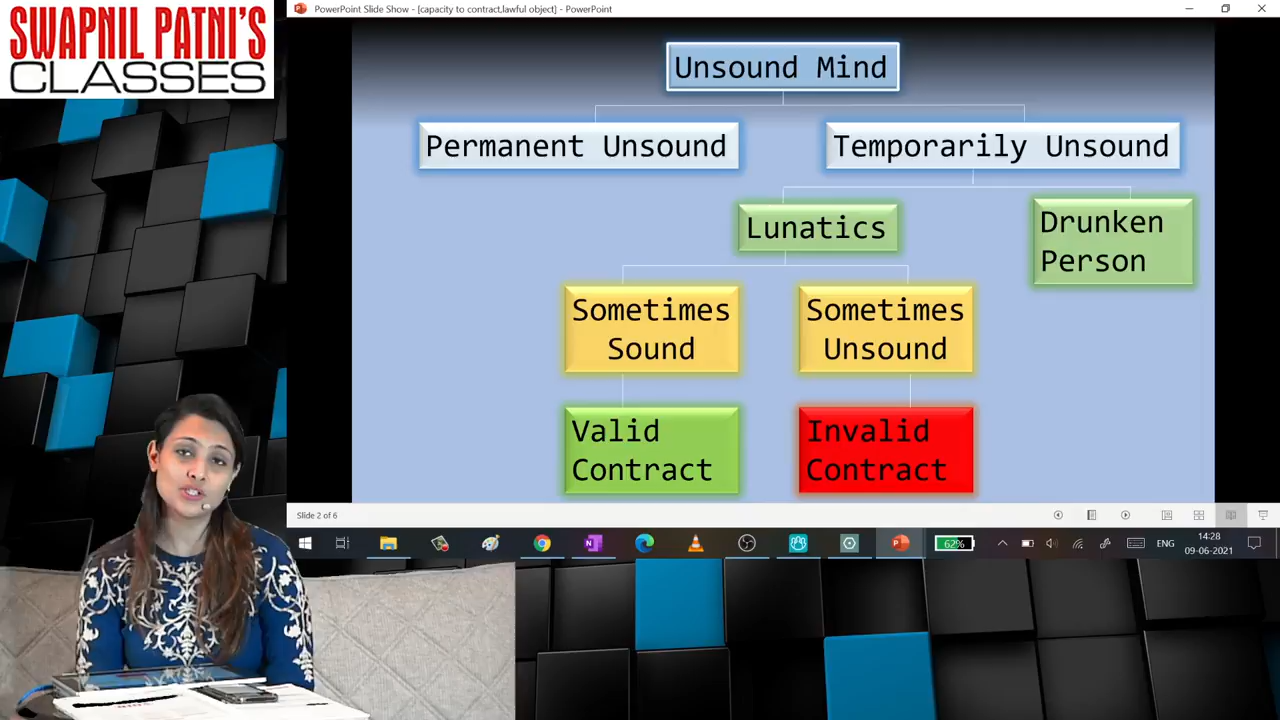 SWAPNIL PATNI'S
CLASSES
PowerPoint Slide Show - [capacity to contract,lawful object] - PowerPoint
Unsound Mind
Permanent Unsound
Temporarily Unsound
Lunatics
Drunken
Person
Sometimes
Sound
Sometimes
Unsound
Valid
Contract
Invalid
Contract
Slide 2 of 6
62%
ENG
14:28
09-06-2021